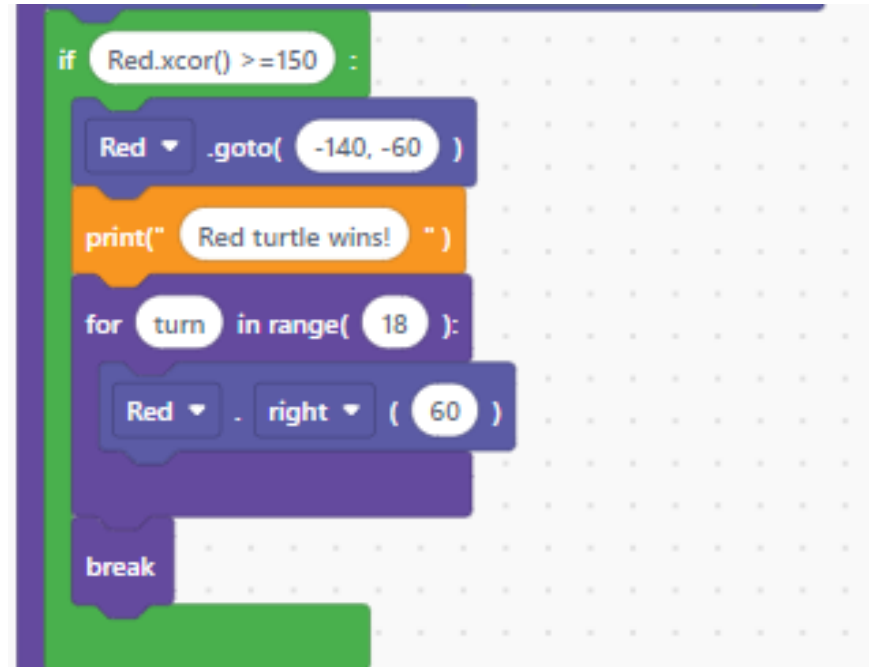 if Red.xcor() >=150 :
Red .goto( -140, -60 )
print(" Red turtle wins! " )
for turn in range( 18 ):
Red . right ( 60 )
break